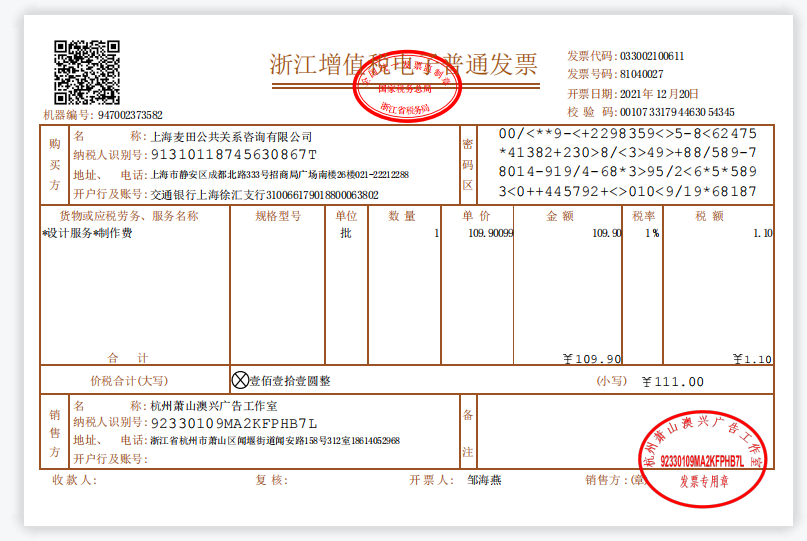 浙江增值税电子普通发票
全国统一发票监制章
国家税务总局
浙江省税务局
发票代码: 033002100611
发票号码: 81040027
开票日期: 2021年 12 月20日
校 验 码: 00107 33179 44630 54345
机器编号: 947002373582
购买方
名 称: 上海麦田公共关系咨询有限公司
纳税人识别号: 91310118745630867T
地址、 电话: 上海市静安区成都北路333号招商局广场南楼26楼021-22212288
开户行及账号: 交通银行上海徐汇支行310066179018800063802
密码区
00/<**9-<+2298359<>5-8<62475
*41382+230>8/<3>49>+88/589-7
8014-919/4-68*3>95/2<6*5*589
3<0++445792+<>010<9/19*68187
货物或应税劳务、服务名称 规格型号 单位 数 量 单 价 金 额 税率 税 额
*设计服务*制作费 批 1 109.90099 109.90 1% 1.10
合 计 ¥109.90 ¥1.10
价税合计(大写) ⊗壹佰壹拾壹圆整 (小写) ¥111.00
销售方
名 称: 杭州萧山澳兴广告工作室
纳税人识别号: 92330109MA2KFPHB7L
地址、 电话: 浙江省杭州市萧山区闻堰街道闻安路158号312室18614052968
开户行及账号:
备注
收 款 人: 复 核: 开 票 人: 邹海燕 销售方:(章)
杭州萧山澳兴广告工作室
92330109MA2KFPHB7L
发票专用章